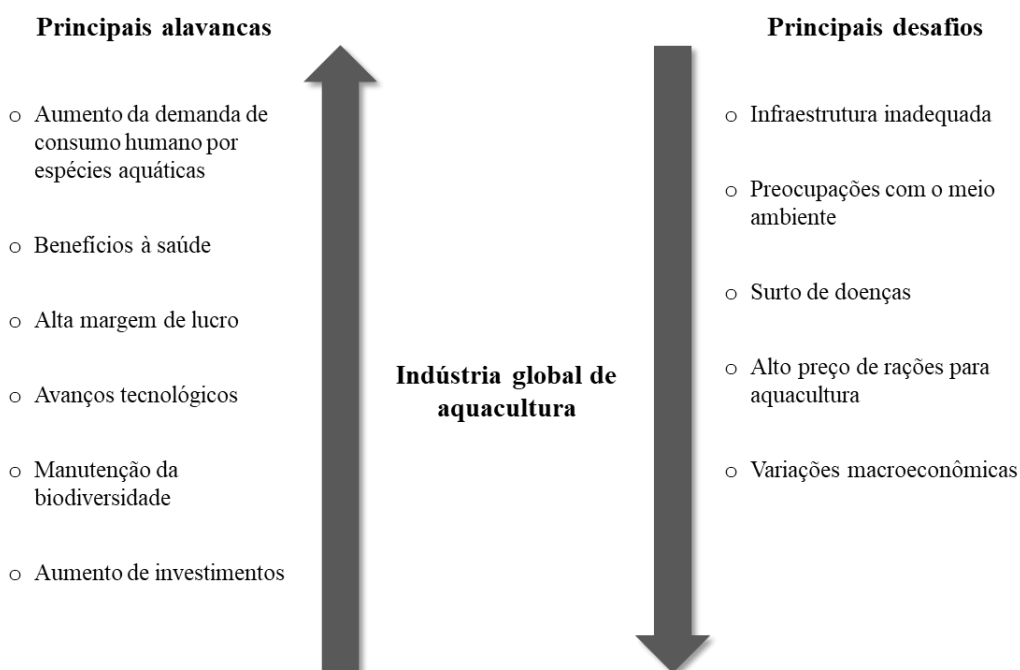 Principais alavancas
o Aumento da demanda de
consumo humano por
espécies aquáticas
o Benefícios à saúde
o Alta margem de lucro
o Avanços tecnológicos
o Manutenção da
biodiversidade
o Aumento de investimentos
Indústria global de
aquacultura
Principais desafios
o Infraestrutura inadequada
o Preocupações com o meio
ambiente
o Surto de doenças
o Alto preço de rações para
aquacultura
o Variações macroeconômicas